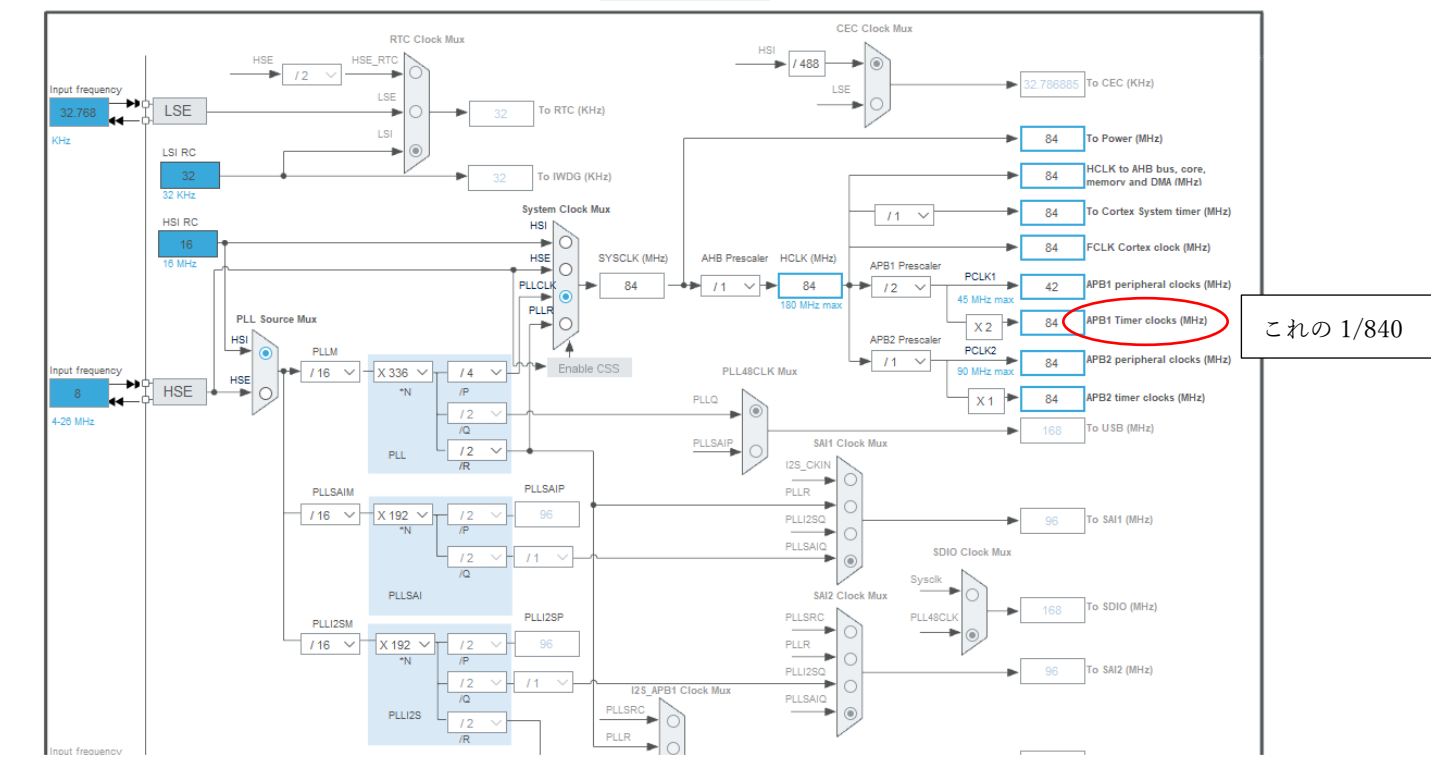 RTC Clock Mux
HSE
/ 2
HSE_RTC
LSE
LSI
32
To RTC (KHz)
32
To IWDG (KHz)
Input frequency
32.768
KHz
LSE
LSI RC
32
32 KHz
HSI RC
16
16 MHz
CEC Clock Mux
HSI
/ 488
LSE
32.786885
To CEC (KHz)
System Clock Mux
HSI
HSE
PLLCLK
PLLR
Enable CSS
SYSCLK (MHz)
84
AHB Prescaler
/ 1
HCLK (MHz)
84
180 MHz max
84
To Power (MHz)
84
HCLK to AHB bus, core,
memory and DMA (MHz)
/ 1
84
To Cortex System timer (MHz)
84
FCLK Cortex clock (MHz)
APB1 Prescaler
/ 2
PCLK1
45 MHz max
42
APB1 peripheral clocks (MHz)
X 2
84
APB1 Timer clocks (MHz)
これの 1/840
APB2 Prescaler
/ 1
PCLK2
90 MHz max
84
APB2 peripheral clocks (MHz)
X 1
84
APB2 timer clocks (MHz)
PLL Source Mux
HSI
HSE
Input frequency
8
4-26 MHz
HSE
PLLM
/ 16
X 336
*N
/ 4
/P
/ 2
/Q
/ 2
/R
PLL
PLL48CLK Mux
PLLQ
PLLSAIP
168
To USB (MHz)
PLLSAIM
/ 16
X 192
*N
/ 2
/P
/ 2
/Q
PLLSAI
PLLSAIP
96
/ 1
SAI1 Clock Mux
I2S_CKIN
PLLR
PLLI2SQ
PLLSAIQ
96
To SAI1 (MHz)
SDIO Clock Mux
Sysclk
PLL48CLK
168
To SDIO (MHz)
PLLI2SM
/ 16
X 192
*N
/ 2
/P
/ 2
/Q
/ 2
/R
PLLI2S
PLLI2SP
96
/ 1
SAI2 Clock Mux
PLLSRC
PLLR
PLLI2SQ
PLLSAIQ
96
To SAI2 (MHz)
I2S_APB1 Clock Mux
PLLSRC
PLLR
Input frequency